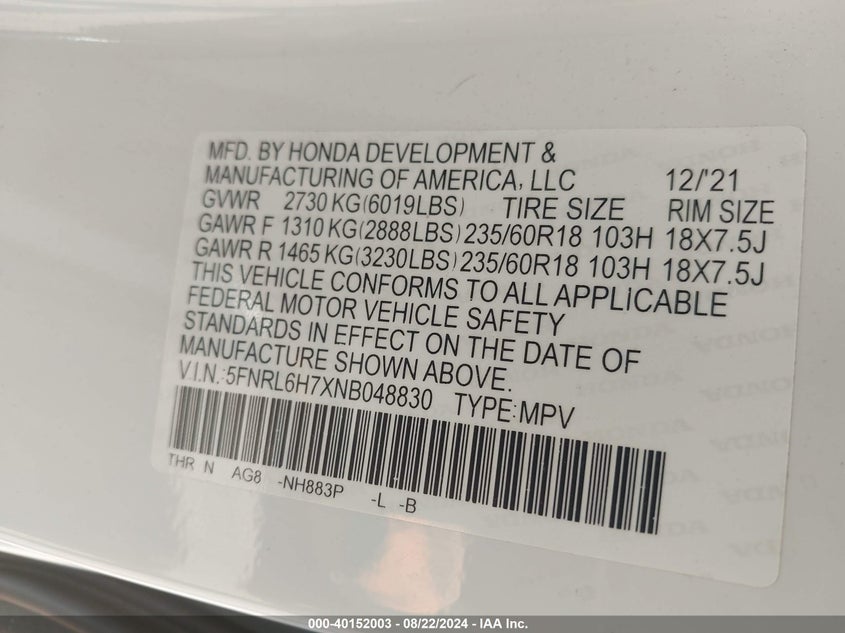 MFD. BY HONDA DEVELOPMENT &
MANUFACTURING OF AMERICA, LLC 12/'21
GVWR 2730 KG(6019LBS) TIRE SIZE RIM SIZE
GAWR F 1310 KG(2888LBS) 235/60R18 103H 18X7.5J
GAWR R 1465 KG(3230LBS) 235/60R18 103H 18X7.5J
THIS VEHICLE CONFORMS TO ALL APPLICABLE
FEDERAL MOTOR VEHICLE SAFETY
STANDARDS IN EFFECT ON THE DATE OF
MANUFACTURE SHOWN ABOVE.
V.I.N.:5FNRL6H7XNB048830 TYPE:MPV
THR N AG8 -NH883P -L -B
000-40152003 - 08/22/2024 - IAA Inc.